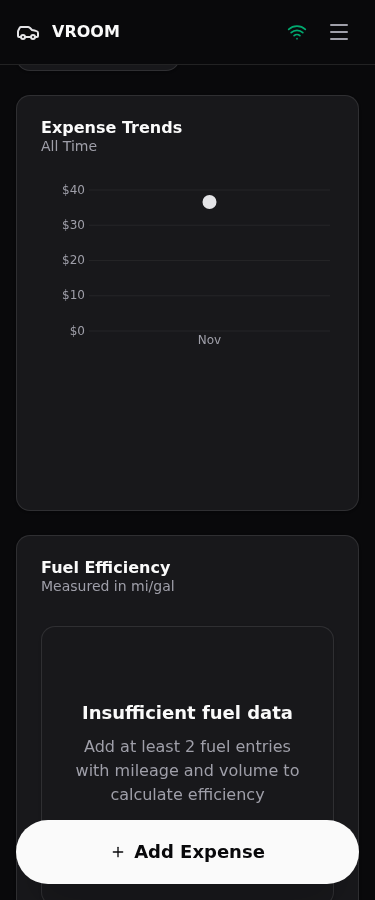 VROOM
Expense Trends
All Time
$40
$30
$20
$10
$0
Nov
Fuel Efficiency
Measured in mi/gal
Insufficient fuel data
Add at least 2 fuel entries
with mileage and volume to
calculate efficiency
+ Add Expense